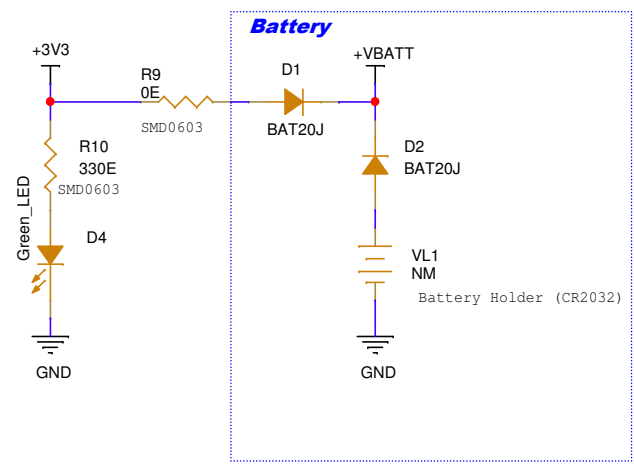 Battery
+3V3
+VBATT
R9
0E
SMD0603
D1
BAT20J
R10
330E
SMD0603
D2
BAT20J
Green_LED
D4
VL1
NM
Battery Holder (CR2032)
GND
GND